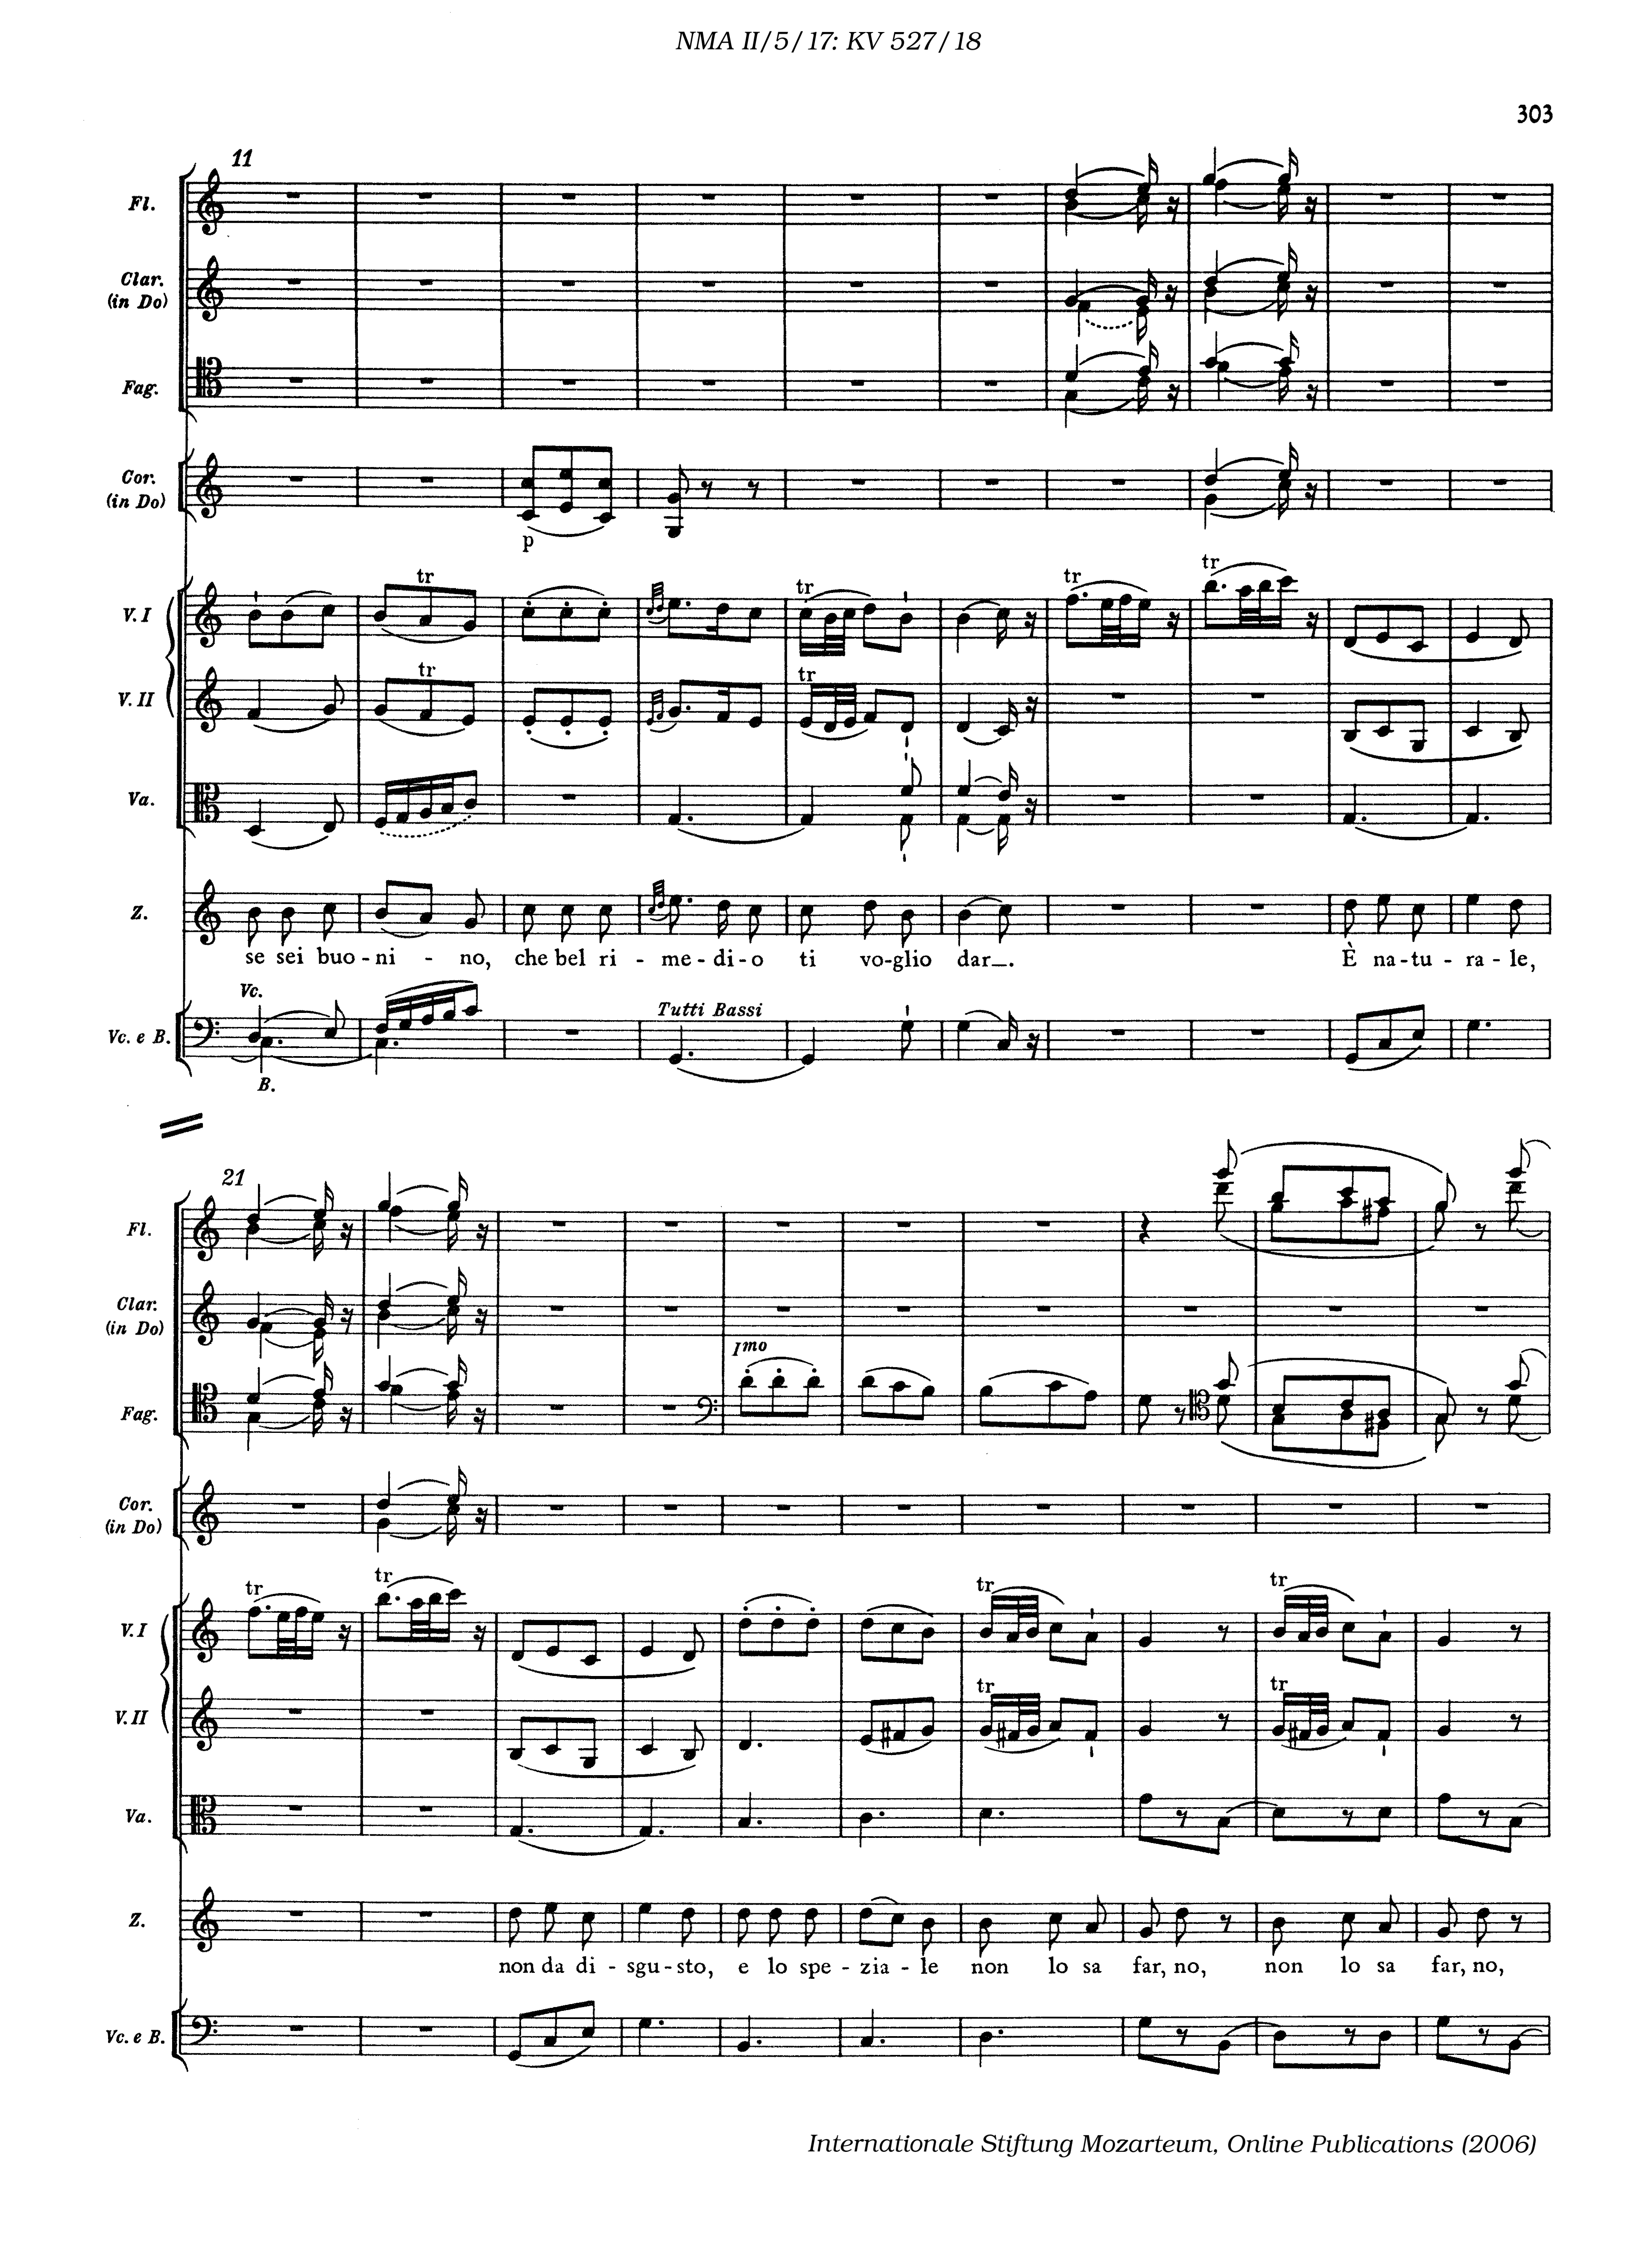 NMA II/5/17: KV 527/18
303
11
Fl.
Clar.
(in Do)
Fag.
Cor.
(in Do)
p
tr tr tr
V. I
tr tr
V. II
Va.
Z.
se sei buo - ni - no, che bel ri - me - di - o ti vo - glio dar. È na - tu - ra - le,
Vc. Tutti Bassi
Vc. e B.
B.
21
Fl.
Clar.
(in Do)
Imo
Fag.
Cor.
(in Do)
tr tr tr tr
V. I
tr tr
V. II
Va.
Z.
non da di - sgu - sto, e lo spe - zia - le non lo sa far, no, non lo sa far, no,
Vc. e B.
Internationale Stiftung Mozarteum, Online Publications (2006)